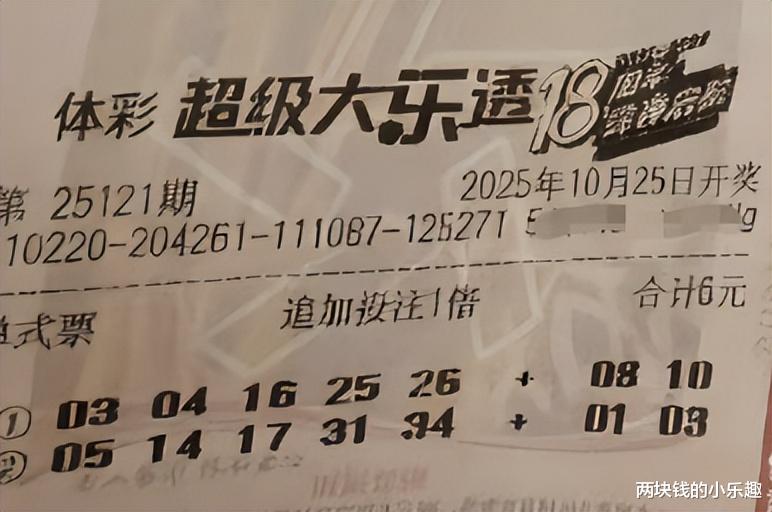 体彩 超级大乐透 18周年
第 25121期 2025年10月25日开奖
10220-204261-111087-126271
单式票 追加投注1倍 合计6元
① 03 04 16 25 26 + 08 10
② 05 14 17 31 34 + 01 03
两块钱的小乐趣